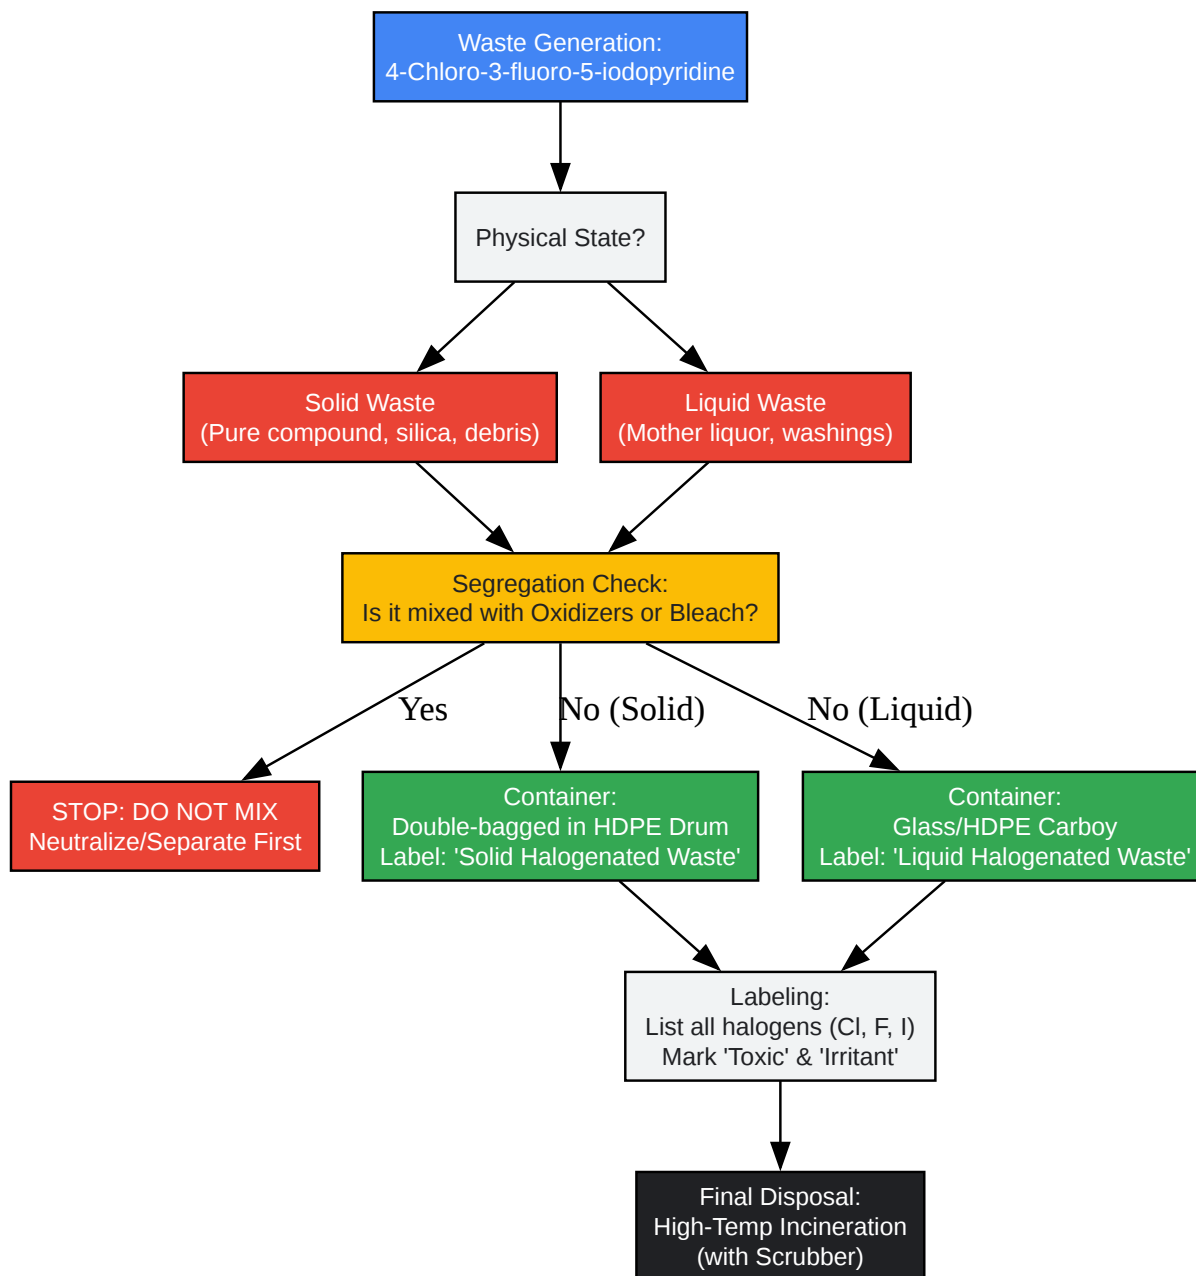 Waste Generation:
4-Chloro-3-fluoro-5-iodopyridine
Physical State?
Solid Waste
(Pure compound, silica, debris)
Liquid Waste
(Mother liquor, washings)
Segregation Check:
Is it mixed with Oxidizers or Bleach?
Yes
No (Solid)
No (Liquid)
STOP: DO NOT MIX
Neutralize/Separate First
Container:
Double-bagged in HDPE Drum
Label: 'Solid Halogenated Waste'
Container:
Glass/HDPE Carboy
Label: 'Liquid Halogenated Waste'
Labeling:
List all halogens (Cl, F, I)
Mark 'Toxic' & 'Irritant'
Final Disposal:
High-Temp Incineration
(with Scrubber)